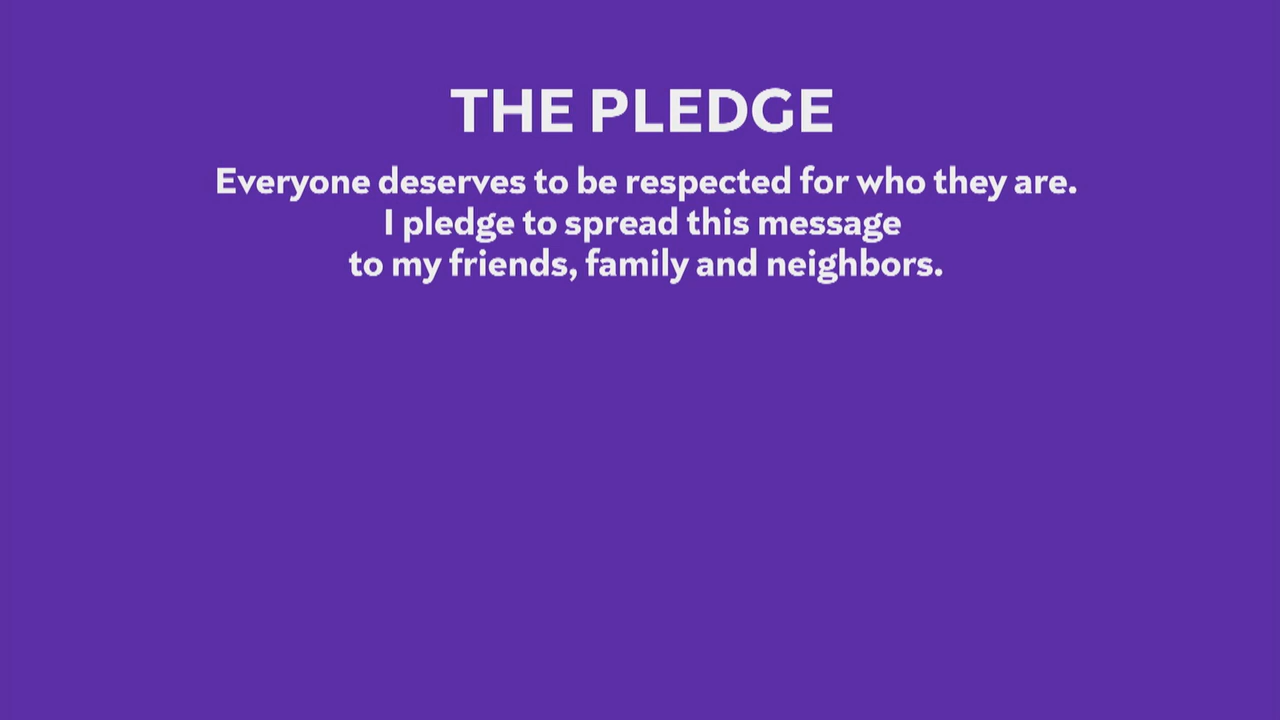 THE PLEDGE
Everyone deserves to be respected for who they are.
I pledge to spread this message
to my friends, family and neighbors.